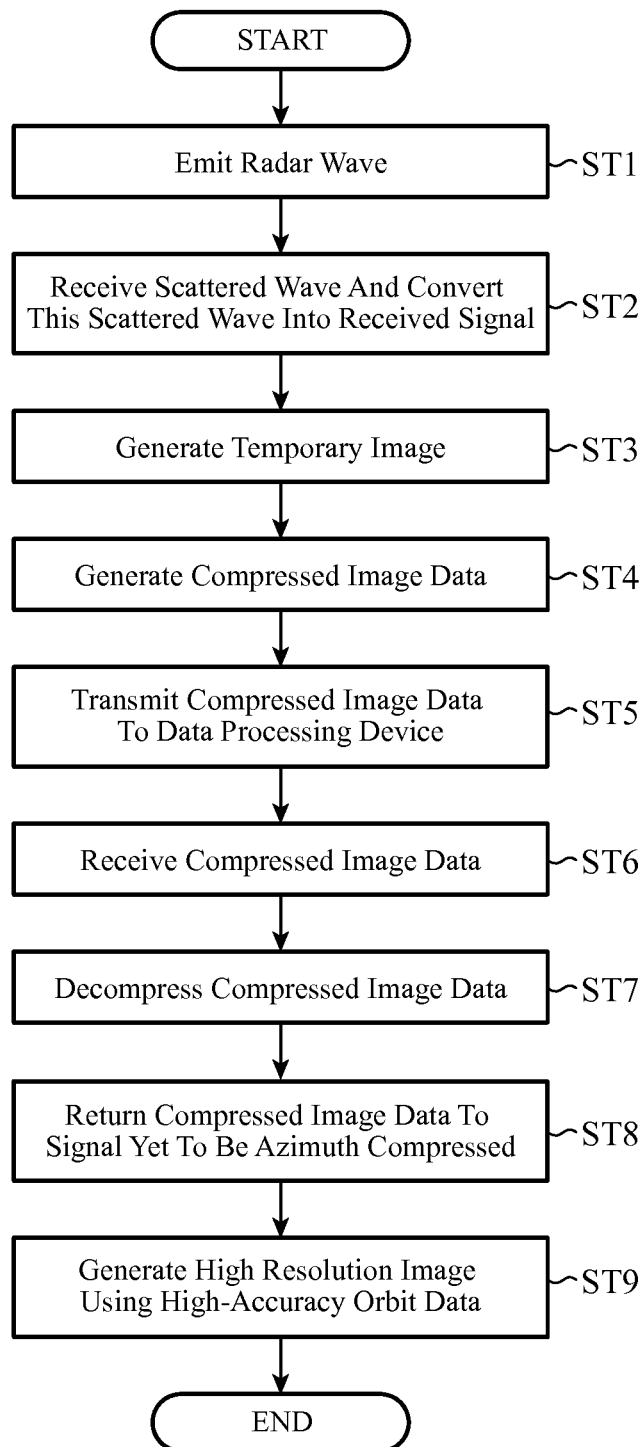 START
Emit Radar Wave
ST1
Receive Scattered Wave And Convert
This Scattered Wave Into Received Signal
ST2
Generate Temporary Image
ST3
Generate Compressed Image Data
ST4
Transmit Compressed Image Data
To Data Processing Device
ST5
Receive Compressed Image Data
ST6
Decompress Compressed Image Data
ST7
Return Compressed Image Data To
Signal Yet To Be Azimuth Compressed
ST8
Generate High Resolution Image
Using High-Accuracy Orbit Data
ST9
END